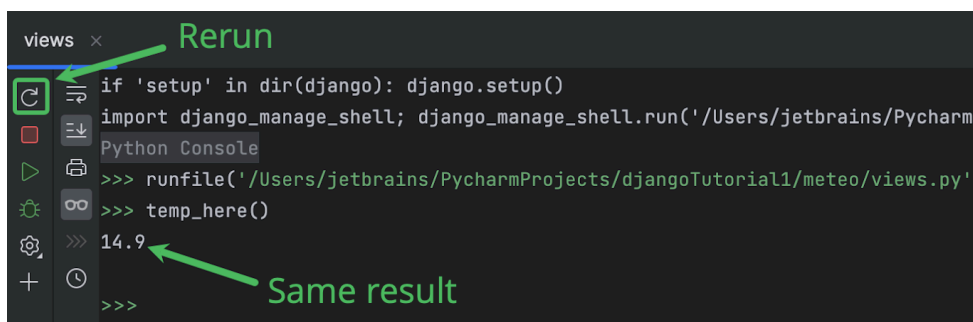 views ×
Rerun
if 'setup' in dir(django): django.setup()
import django_manage_shell; django_manage_shell.run('/Users/jetbrains/Pycharm
Python Console
>>> runfile('/Users/jetbrains/PycharmProjects/djangoTutorial1/meteo/views.py'
>>> temp_here()
14.9
Same result
>>>